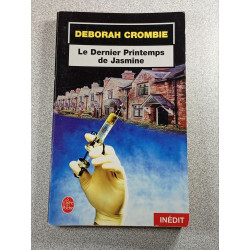 DEBORAH CROMBIE
Le Dernier Printemps
de Jasmine
INÉDIT